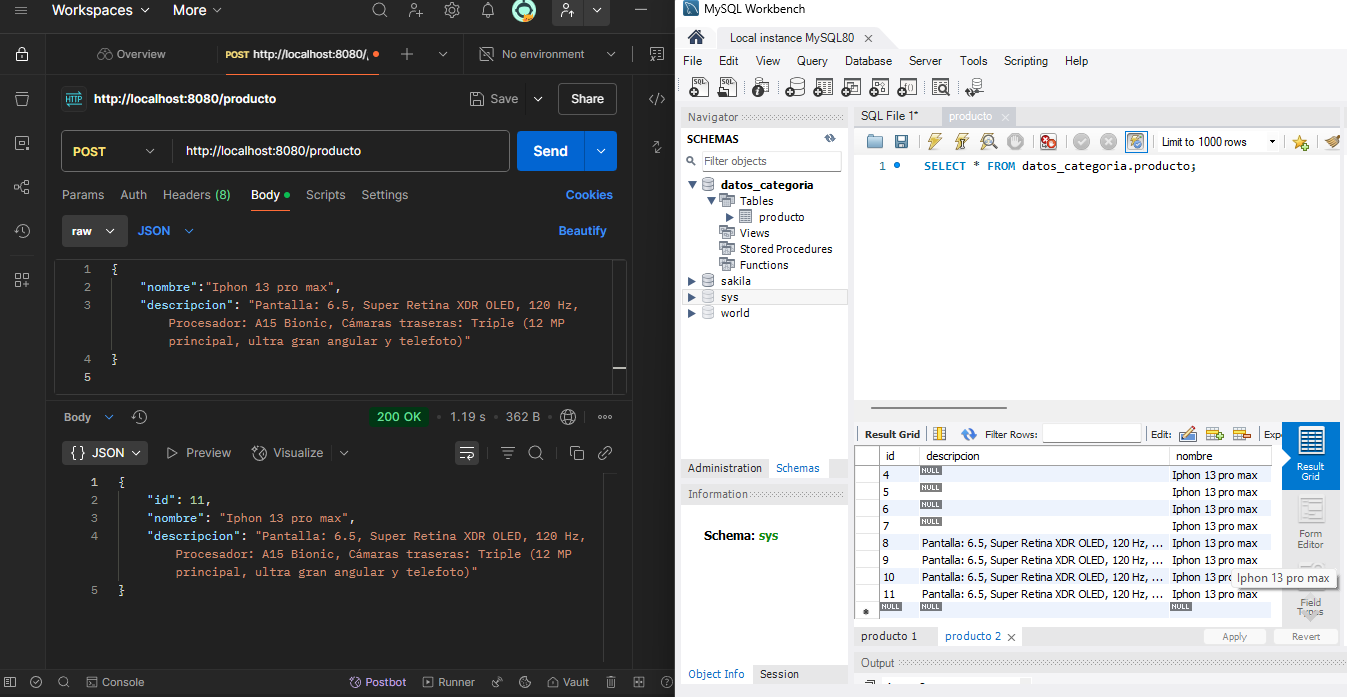 Workspaces More
Overview POST http://localhost:8080/ No environment
HTTP http://localhost:8080/producto Save Share
POST http://localhost:8080/producto Send
Params Auth Headers (8) Body Scripts Settings Cookies
raw JSON Beautify
1 {
2 "nombre":"Iphon 13 pro max",
3 "descripcion": "Pantalla: 6.5, Super Retina XDR OLED, 120 Hz,
Procesador: A15 Bionic, Cámaras traseras: Triple (12 MP
principal, ultra gran angular y telefoto)"
4 }
5
Body 200 OK 1.19 s 362 B
{} JSON Preview Visualize
1 {
2 "id": 11,
3 "nombre": "Iphon 13 pro max",
4 "descripcion": "Pantalla: 6.5, Super Retina XDR OLED, 120 Hz,
Procesador: A15 Bionic, Cámaras traseras: Triple (12 MP
principal, ultra gran angular y telefoto)"
5 }
Console Postbot Runner Vault
MySQL Workbench
Local instance MySQL80
File Edit View Query Database Server Tools Scripting Help
SQL SQL
Navigator
SCHEMAS
Filter objects
datos_categoria
Tables
producto
Views
Stored Procedures
Functions
sakila
sys
world
Administration Schemas
Information
Schema: sys
Object Info Session
SQL File 1* producto
Limit to 1000 rows
1 SELECT * FROM datos_categoria.producto;
Result Grid Filter Rows: Edit: Exp
id descripcion nombre
4 NULL Iphon 13 pro max
5 NULL Iphon 13 pro max
6 NULL Iphon 13 pro max
7 NULL Iphon 13 pro max
8 Pantalla: 6.5, Super Retina XDR OLED, 120 Hz, ... Iphon 13 pro max
9 Pantalla: 6.5, Super Retina XDR OLED, 120 Hz, ... Iphon 13 pro max
10 Pantalla: 6.5, Super Retina XDR OLED, 120 Hz, ... Iphon 13 pro
11 Pantalla: 6.5, Super Retina XDR OLED, 120 Hz, ... Iphon 13 pro max
NULL NULL NULL
Iphon 13 pro max
Result
Grid
Form
Editor
Field
Types
producto 1 producto 2 Apply Revert
Output